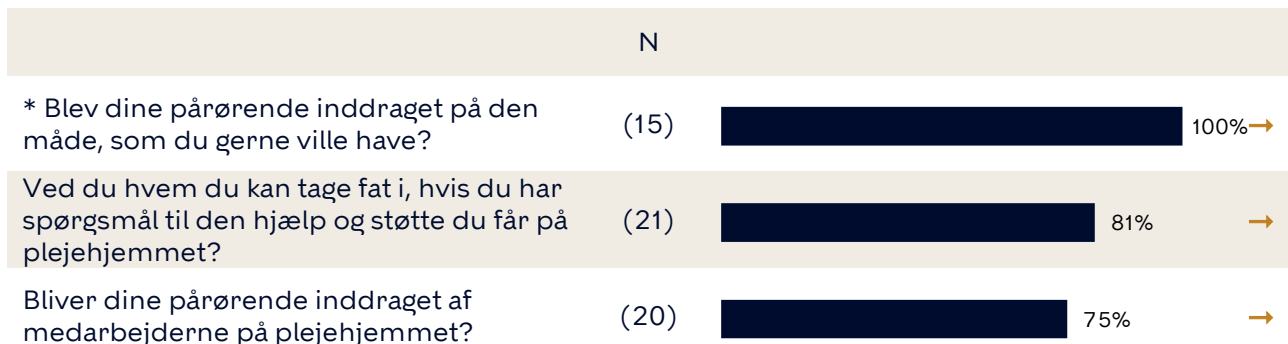 N
* Blev dine pårørende inddraget på den
måde, som du gerne ville have?
(15)
100%→
Ved du hvem du kan tage fat i, hvis du har
spørgsmål til den hjælp og støtte du får på
plejehjemmet?
(21)
81%
→
Bliver dine pårørende inddraget af
medarbejderne på plejehjemmet?
(20)
75%
→